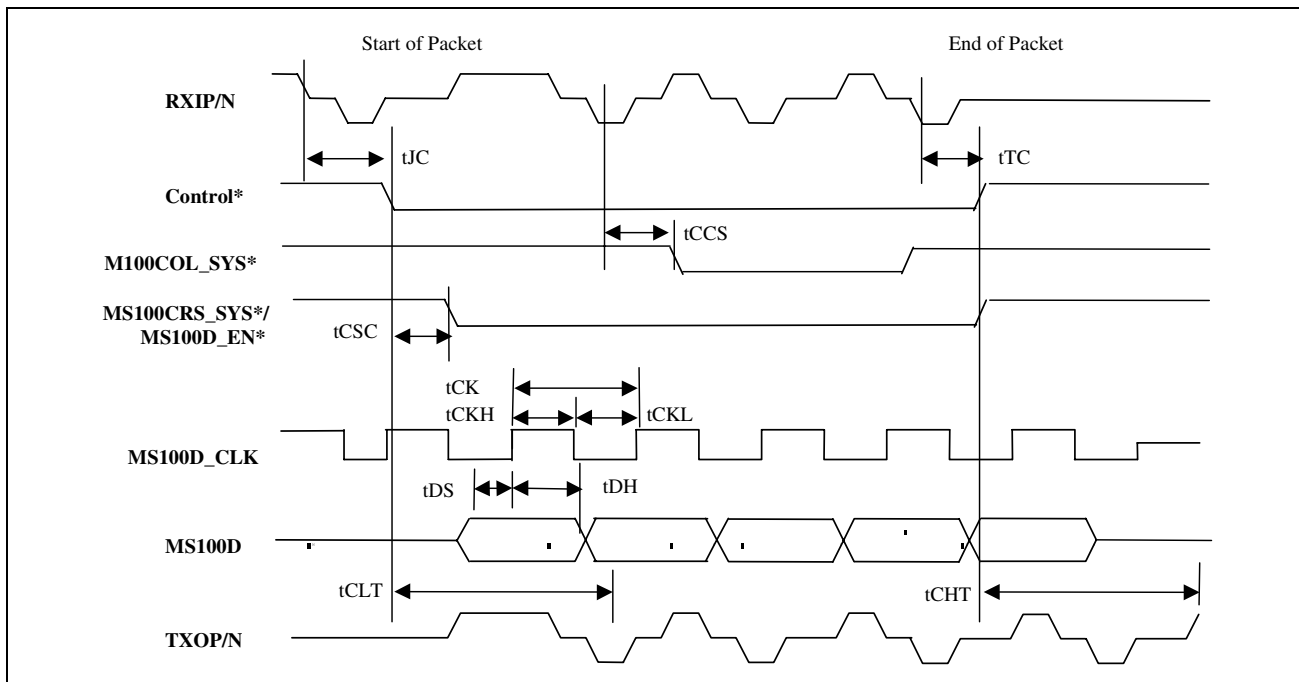 Start of Packet
End of Packet
RXIP/N
tJC
tTC
Control*
tCCS
M100COL_SYS*
MS100CRS_SYS*/
MS100D_EN*
tCSC
tCK
tCKH
tCKL
MS100D_CLK
tDS
tDH
MS100D
tCLT
tCHT
TXOP/N